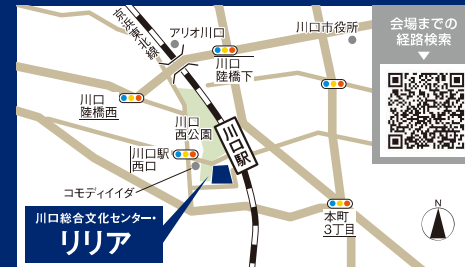 京浜東北線
アリオ川口
川口市役所
会場までの
経路検索
川口
陸橋下
川口
陸橋西
川口
西公園
川口駅
川口駅
西口
コモディイイダ
川口総合文化センター・
リリア
本町
3丁目
N